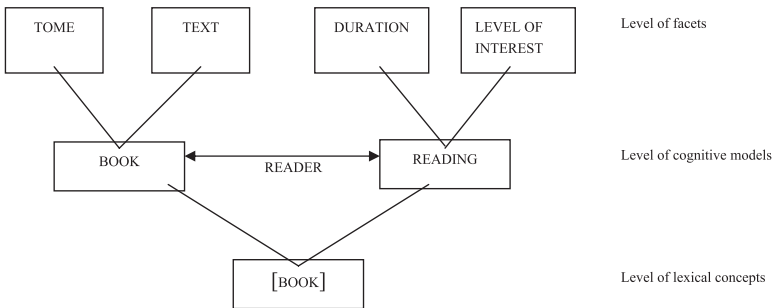 TOME
TEXT
DURATION
LEVEL OF
INTEREST
Level of facets
BOOK
READER
READING
Level of cognitive models
[BOOK]
Level of lexical concepts